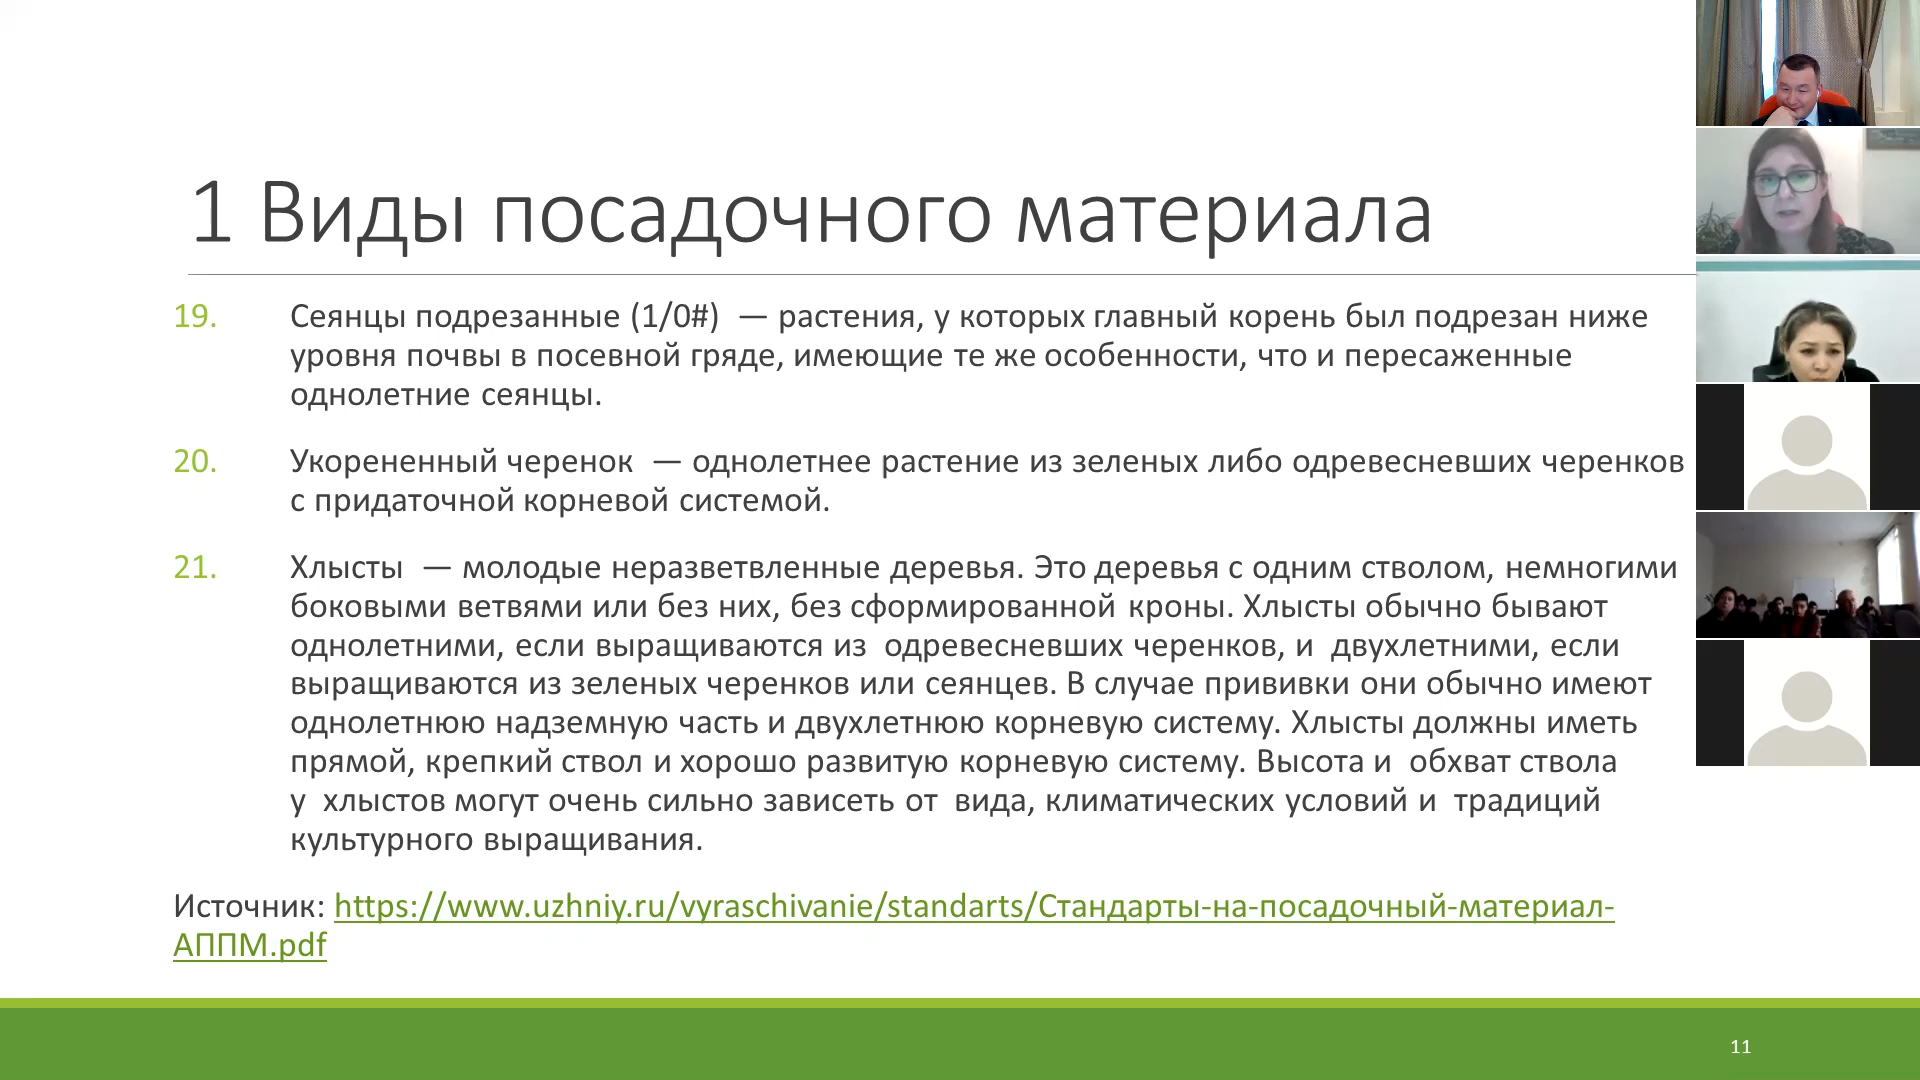 1 Виды посадочного материала
19. Сеянцы подрезанные (1/0#) — растения, у которых главный корень был подрезан ниже
уровня почвы в посевной гряде, имеющие те же особенности, что и пересаженные
однолетние сеянцы.
20. Укорененный черенок — однолетнее растение из зеленых либо одревесневших черенков
с придаточной корневой системой.
21. Хлысты — молодые неразветвленные деревья. Это деревья с одним стволом, немногими
боковыми ветвями или без них, без сформированной кроны. Хлысты обычно бывают
однолетними, если выращиваются из одревесневших черенков, и двухлетними, если
выращиваются из зеленых черенков или сеянцев. В случае прививки они обычно имеют
однолетнюю надземную часть и двухлетнюю корневую систему. Хлысты должны иметь
прямой, крепкий ствол и хорошо развитую корневую систему. Высота и обхват ствола
у хлыстов могут очень сильно зависеть от вида, климатических условий и традиций
культурного выращивания.
Источник: https://www.uzhniy.ru/vyraschivanie/standarts/Стандарты-на-посадочный-материал-
АППМ.pdf
11